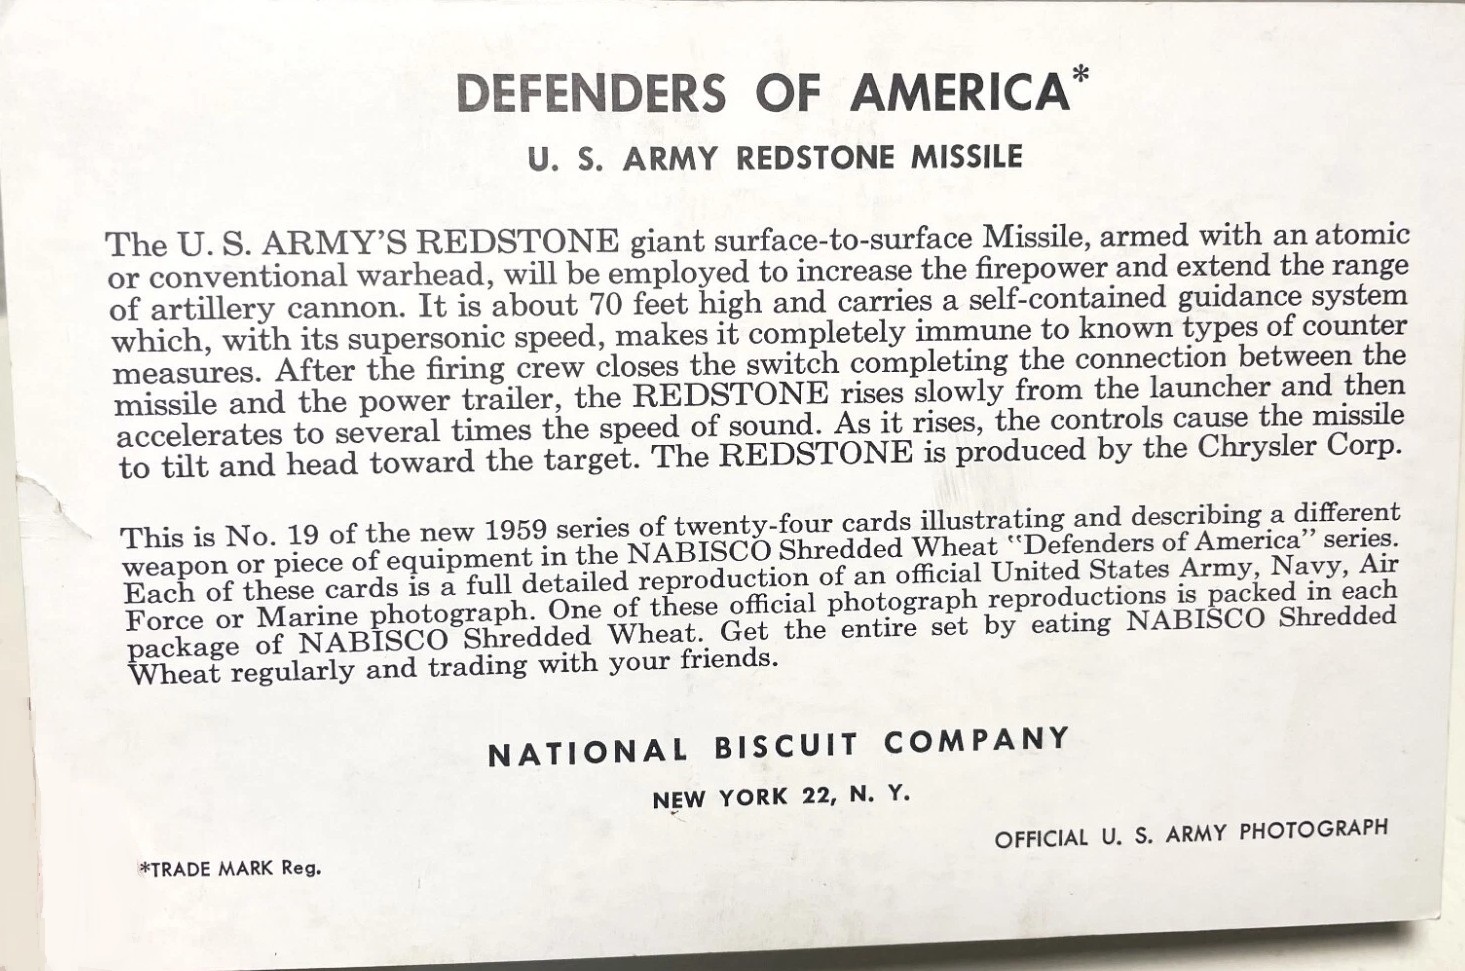 DEFENDERS OF AMERICA*
U. S. ARMY REDSTONE MISSILE
The U. S. ARMY'S REDSTONE giant surface-to-surface Missile, armed with an atomic
or conventional warhead, will be employed to increase the firepower and extend the range
of artillery cannon. It is about 70 feet high and carries a self-contained guidance system
which, with its supersonic speed, makes it completely immune to known types of counter
measures. After the firing crew closes the switch completing the connection between the
missile and the power trailer, the REDSTONE rises slowly from the launcher and then
accelerates to several times the speed of sound. As it rises, the controls cause the missile
to tilt and head toward the target. The REDSTONE is produced by the Chrysler Corp.
This is No. 19 of the new 1959 series of twenty-four cards illustrating and describing a different
weapon or piece of equipment in the NABISCO Shredded Wheat "Defenders of America" series.
Each of these cards is a full detailed reproduction of an official United States Army, Navy, Air
Force or Marine photograph. One of these official photograph reproductions is packed in each
package of NABISCO Shredded Wheat. Get the entire set by eating NABISCO Shredded
Wheat regularly and trading with your friends.
NATIONAL BISCUIT COMPANY
NEW YORK 22, N. Y.
OFFICIAL U. S. ARMY PHOTOGRAPH
*TRADE MARK Reg.